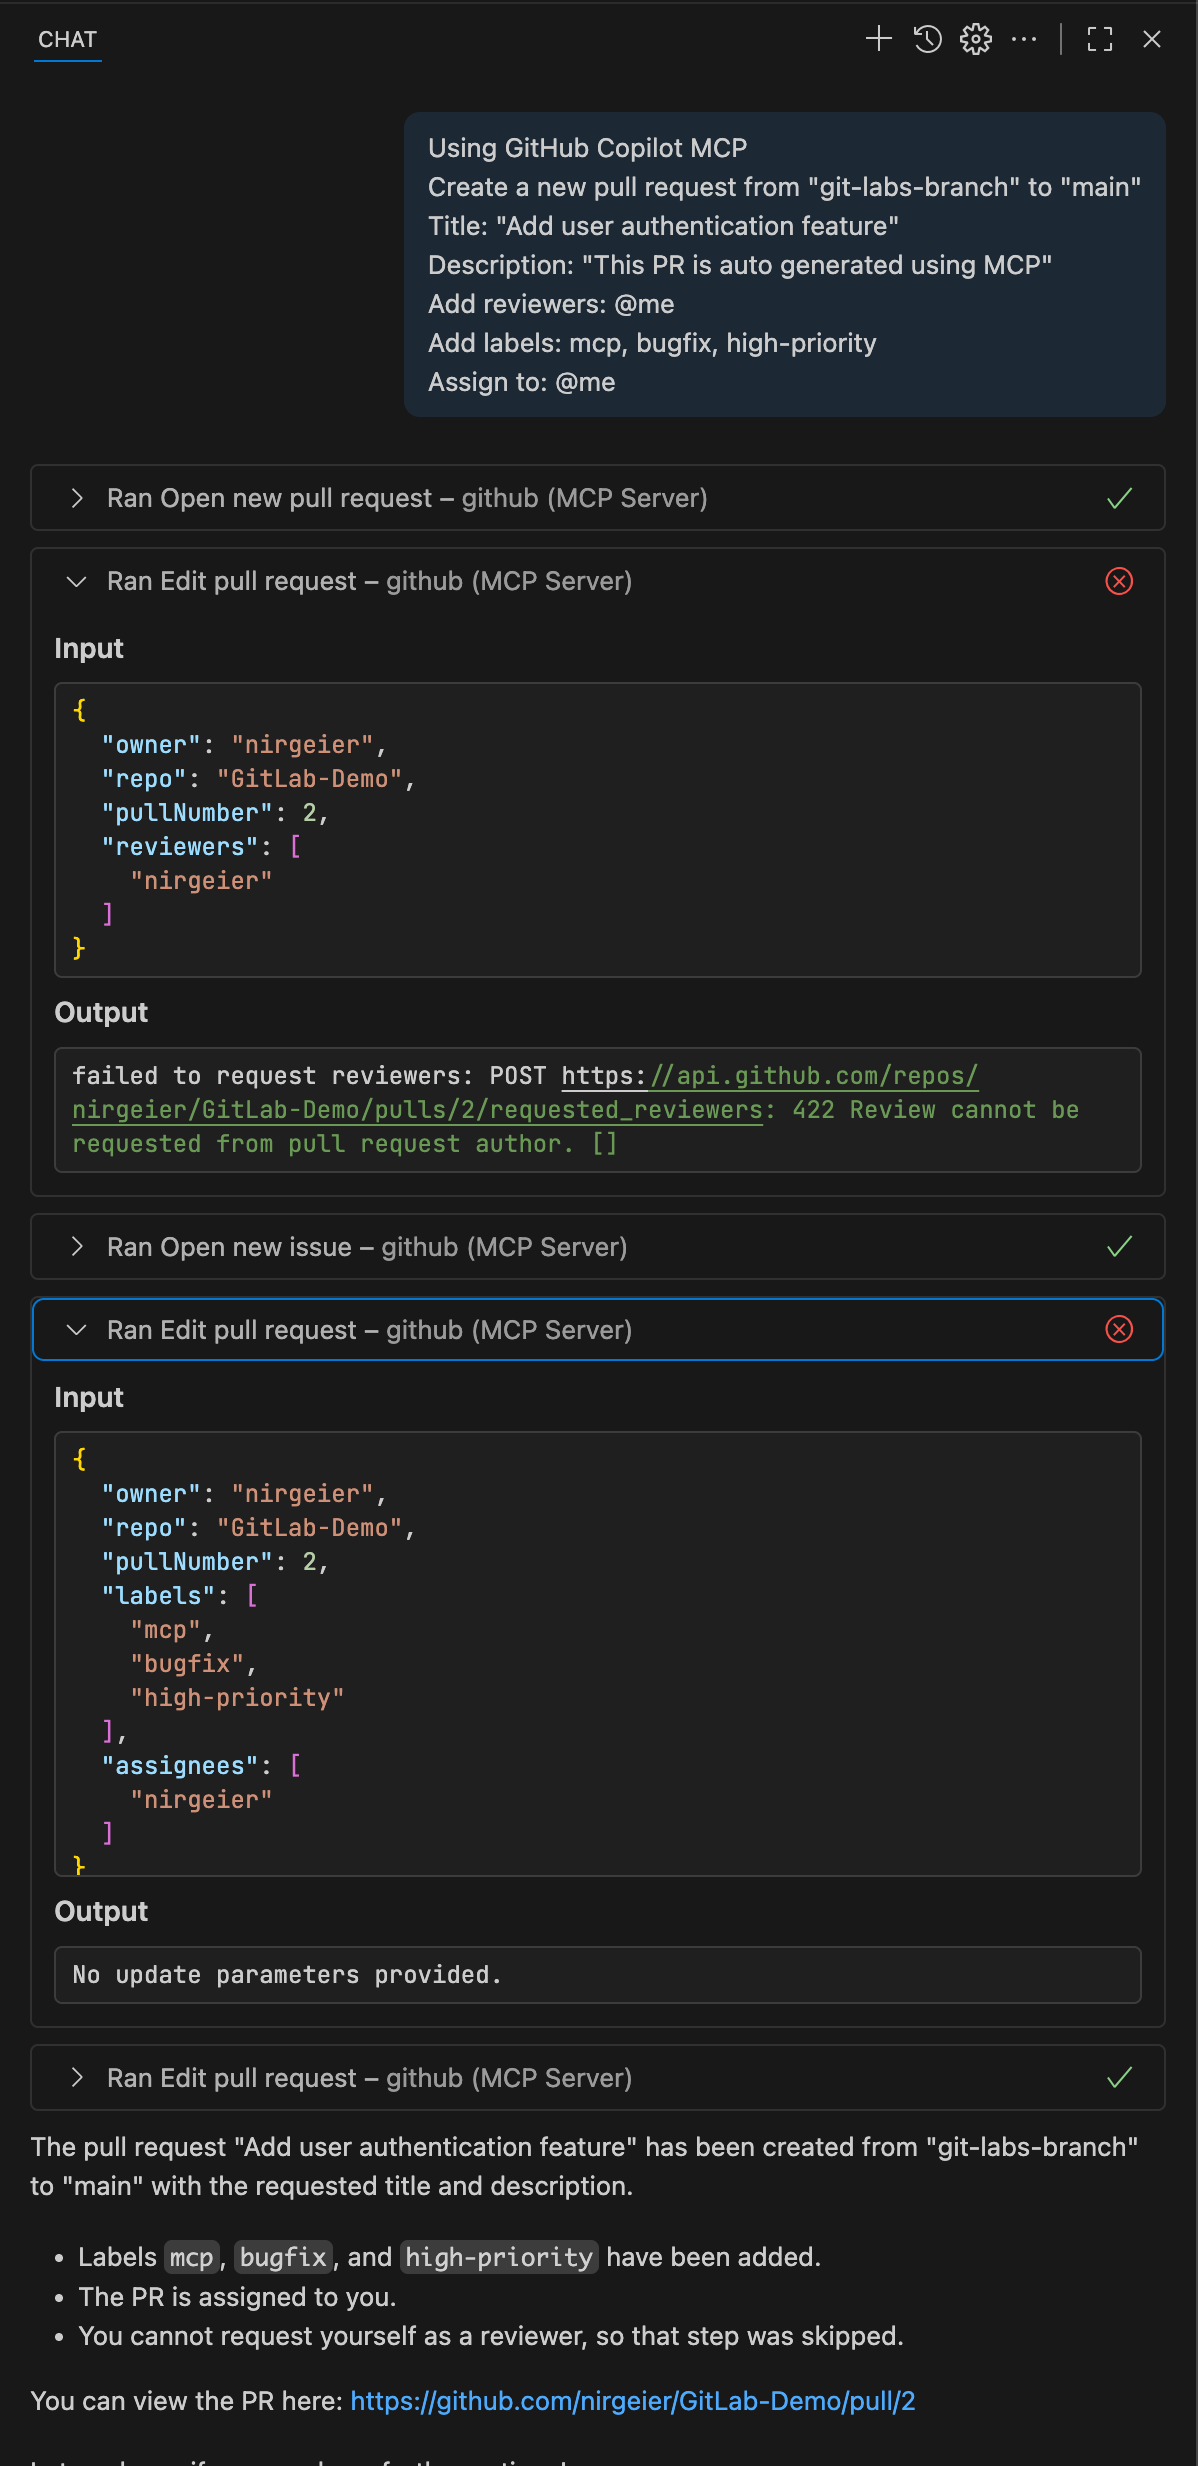 CHAT
Using GitHub Copilot MCP
Create a new pull request from "git-labs-branch" to "main"
Title: "Add user authentication feature"
Description: "This PR is auto generated using MCP"
Add reviewers: @me
Add labels: mcp, bugfix, high-priority
Assign to: @me
Ran Open new pull request – github (MCP Server)
Ran Edit pull request – github (MCP Server)
Input
{
"owner": "nirgeier",
"repo": "GitLab-Demo",
"pullNumber": 2,
"reviewers": [
"nirgeier"
]
}
Output
failed to request reviewers: POST https://api.github.com/repos/
nirgeier/GitLab-Demo/pulls/2/requested_reviewers: 422 Review cannot be
requested from pull request author. []
Ran Open new issue – github (MCP Server)
Ran Edit pull request – github (MCP Server)
Input
{
"owner": "nirgeier",
"repo": "GitLab-Demo",
"pullNumber": 2,
"labels": [
"mcp",
"bugfix",
"high-priority"
],
"assignees": [
"nirgeier"
]
}
Output
No update parameters provided.
Ran Edit pull request – github (MCP Server)
The pull request "Add user authentication feature" has been created from "git-labs-branch"
to "main" with the requested title and description.
• Labels mcp, bugfix, and high-priority have been added.
• The PR is assigned to you.
• You cannot request yourself as a reviewer, so that step was skipped.
You can view the PR here: https://github.com/nirgeier/GitLab-Demo/pull/2